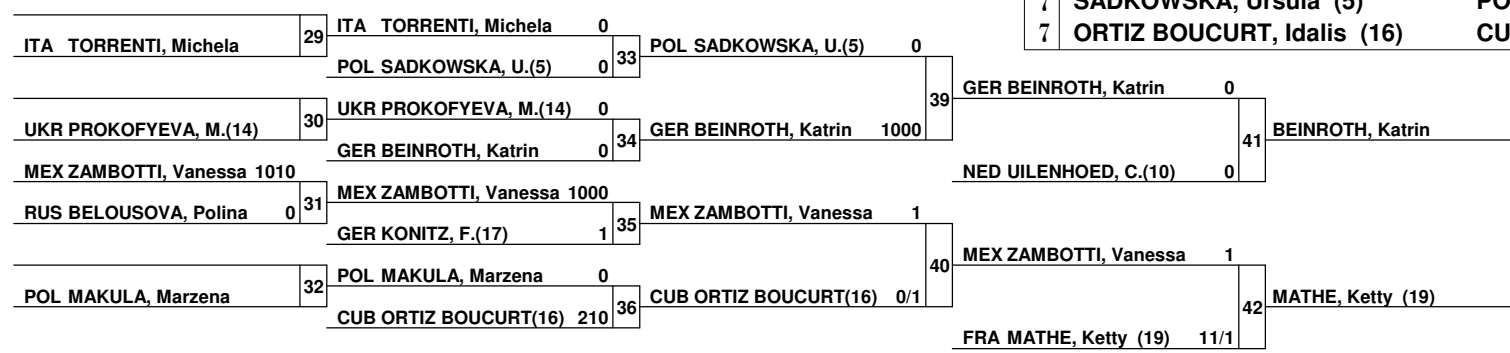 7 SADKOWSKA, Ursula (5) PO
7 ORTIZ BOUCURT, Idalis (16) CU
ITA TORRENTI, Michela
29
ITA TORRENTI, Michela 0
POL SADKOWSKA, U.(5) 0
33
POL SADKOWSKA, U.(5) 0
UKR PROKOFYEVA, M.(14)
30
UKR PROKOFYEVA, M.(14) 0
GER BEINROTH, Katrin 0
34
GER BEINROTH, Katrin 1000
39
GER BEINROTH, Katrin 0
NED UILENHOED, C.(10) 0
41
BEINROTH, Katrin
MEX ZAMBOTTI, Vanessa 1010
RUS BELOUSOVA, Polina 0
31
MEX ZAMBOTTI, Vanessa 1000
GER KONITZ, F.(17) 1
35
MEX ZAMBOTTI, Vanessa 1
POL MAKULA, Marzena
32
POL MAKULA, Marzena 0
CUB ORTIZ BOUCURT(16) 210
36
CUB ORTIZ BOUCURT(16) 0/1
40
MEX ZAMBOTTI, Vanessa 1
FRA MATHE, Ketty (19) 11/1
42
MATHE, Ketty (19)